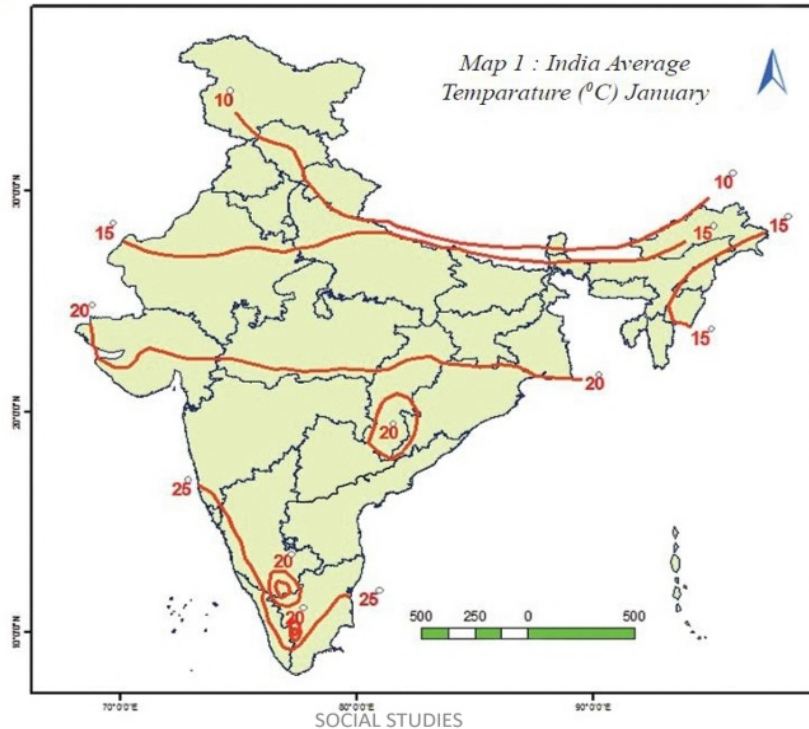 Map 1 : India Average
Temparature (⁰C) January
10°
30°0'0"N
10°
15°
15°
15°
20°
15°
20°
20°0'0"N
20°
25°
20°
25°
20°
500 250 0 500
10°0'0"N
70°0'0"E 80°0'0"E 90°0'0"E
SOCIAL STUDIES